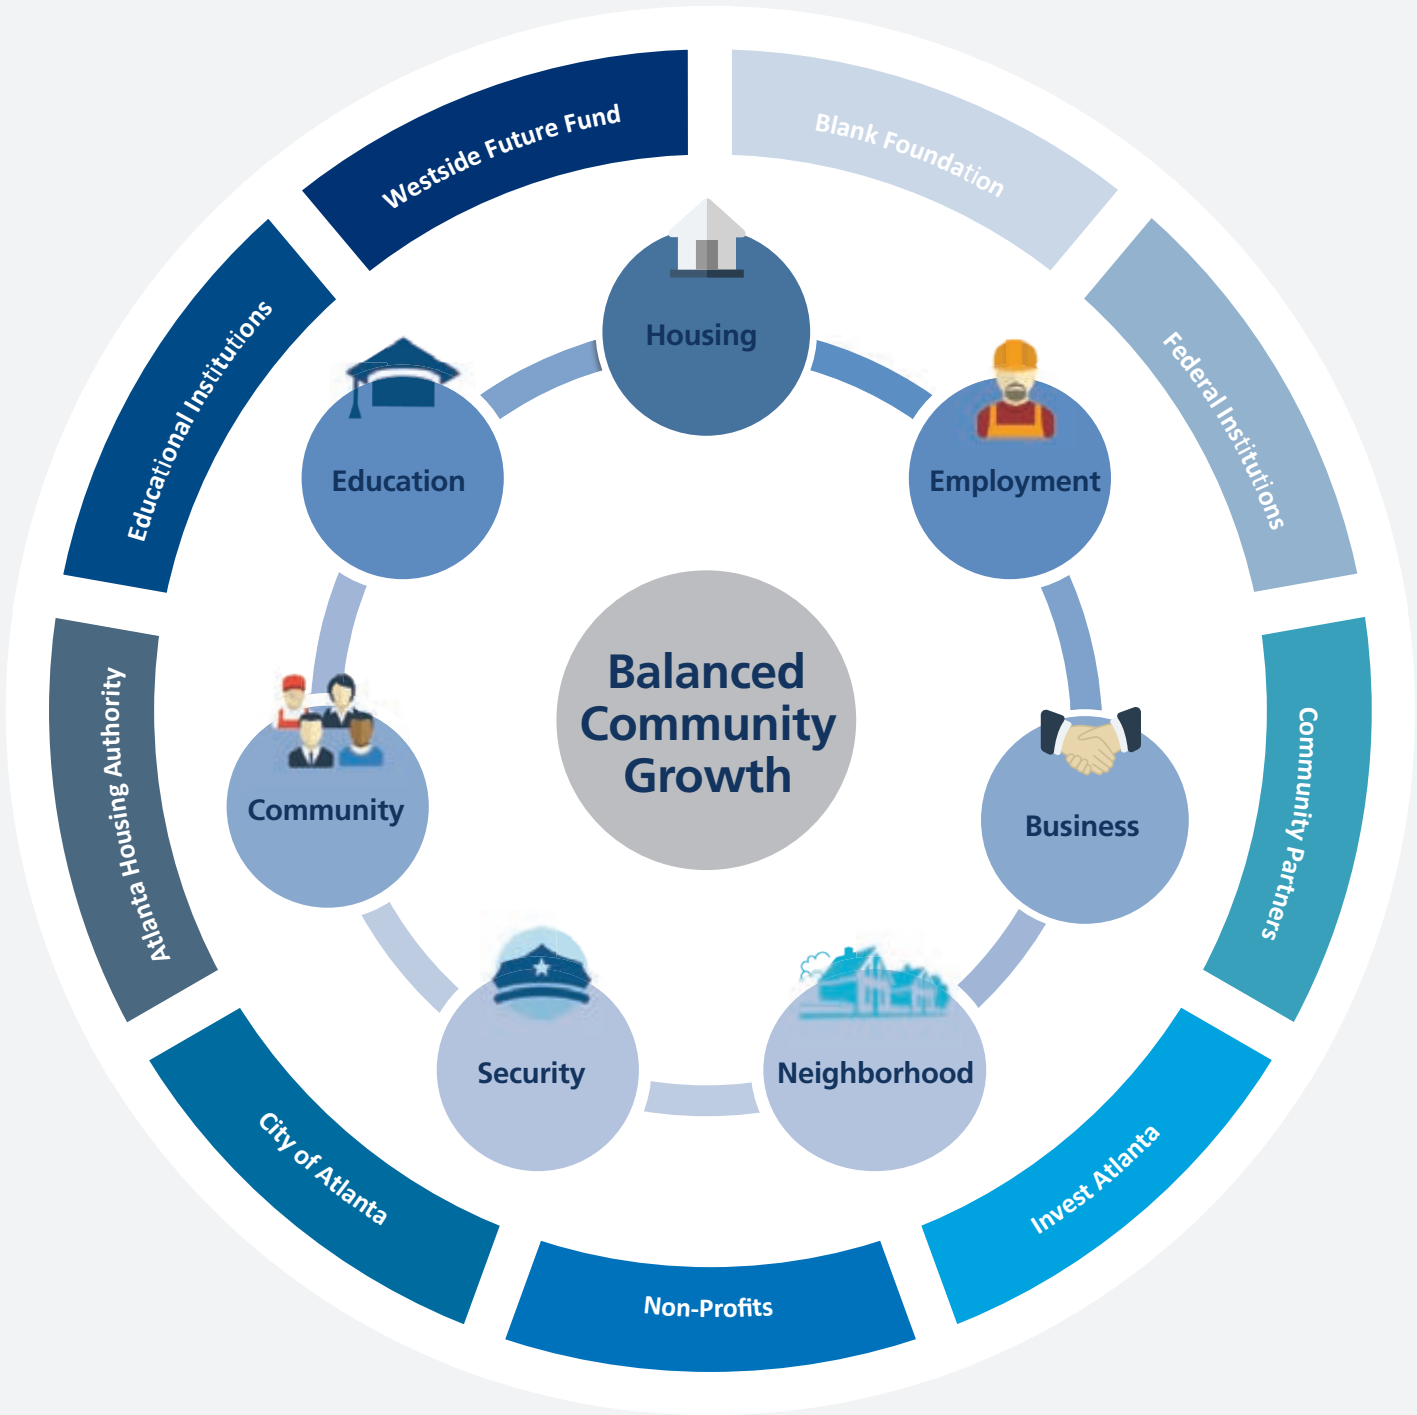 Westside Future Fund
Blank Foundation
Federal Institutions
Community Partners
Invest Atlanta
Non-Profits
City of Atlanta
Atlanta Housing Authority
Educational Institutions
Housing
Employment
Business
Neighborhood
Security
Community
Education
Balanced
Community
Growth